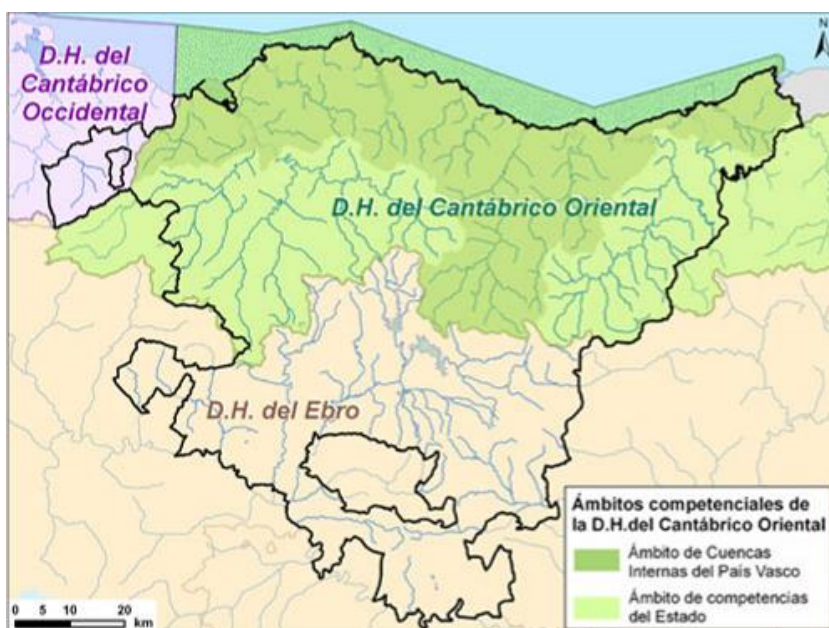 D.H. del
Cantábrico
Occidental
N
D.H. del Cantábrico Oriental
D.H. del Ebro
Ámbitos competenciales de
la D.H.del Cantábrico Oriental
Ámbito de Cuencas
Internas del País Vasco
Ámbito de competencias
del Estado
0 5 10 20
km